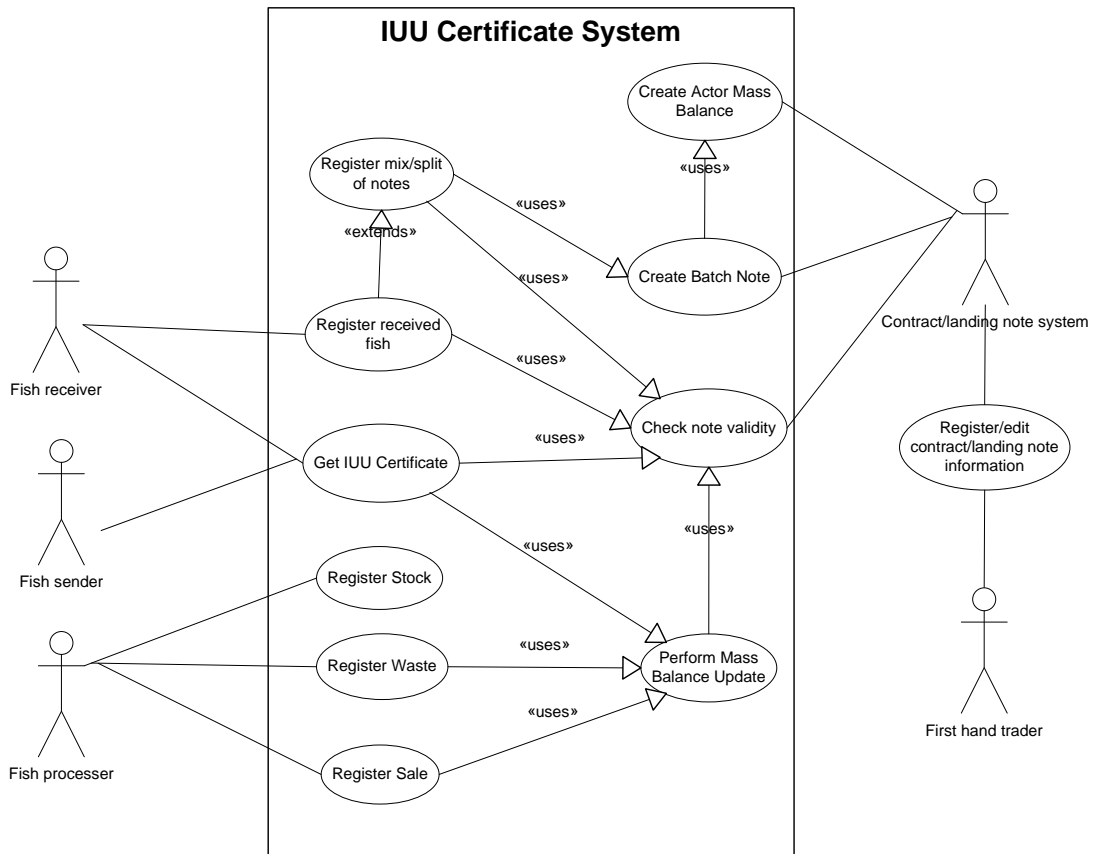 IUU Certificate System
Create Actor Mass
Balance
«uses»
Register mix/split
of notes
«uses»
«extends»
«uses»
Create Batch Note
Contract/landing note system
Register received
fish
«uses»
Fish receiver
Check note validity
Register/edit
contract/landing note
information
Get IUU Certificate
«uses»
«uses»
«uses»
Fish sender
Register Stock
Register Waste
«uses»
Perform Mass
Balance Update
«uses»
First hand trader
Fish processer
Register Sale